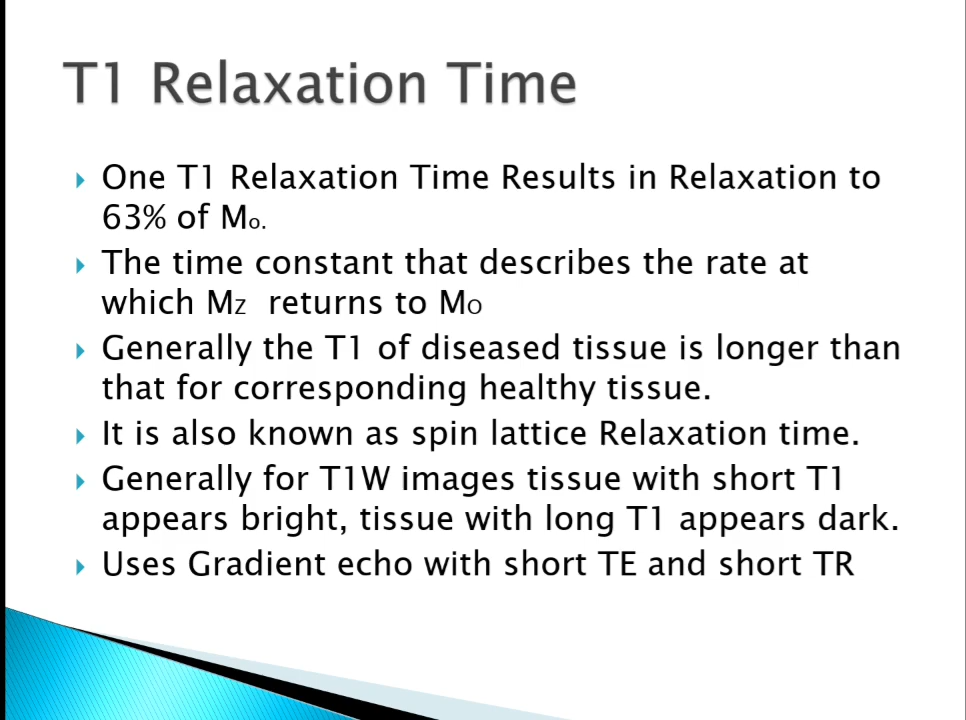 T1 Relaxation Time
One T1 Relaxation Time Results in Relaxation to
63% of Mo.
The time constant that describes the rate at
which Mz  returns to Mo
Generally the T1 of diseased tissue is longer than
that for corresponding healthy tissue.
It is also known as spin lattice Relaxation time.
Generally for T1W images tissue with short T1
appears bright, tissue with long T1 appears dark.
Uses Gradient echo with short TE and short TR